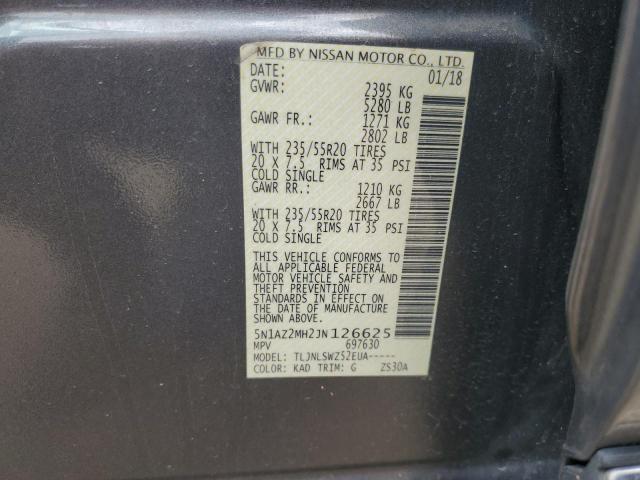 MFD BY NISSAN MOTOR CO., LTD.
DATE: 01/18
GVWR: 2395 KG
5280 LB
GAWR FR.: 1271 KG
2802 LB
WITH 235/55R20 TIRES
20 X 7.5 RIMS AT 35 PSI
COLD SINGLE
GAWR RR.: 1210 KG
2667 LB
WITH 235/55R20 TIRES
20 X 7.5 RIMS AT 35 PSI
COLD SINGLE
THIS VEHICLE CONFORMS TO
ALL APPLICABLE FEDERAL
MOTOR VEHICLE SAFETY AND
THEFT PREVENTION
STANDARDS IN EFFECT ON
THE DATE OF MANUFACTURE
SHOWN ABOVE.
5N1AZ2MH2JN126625
MPV 697630
MODEL: TLJNLSWZ52EUA-----
COLOR: KAD TRIM: G ZS30A